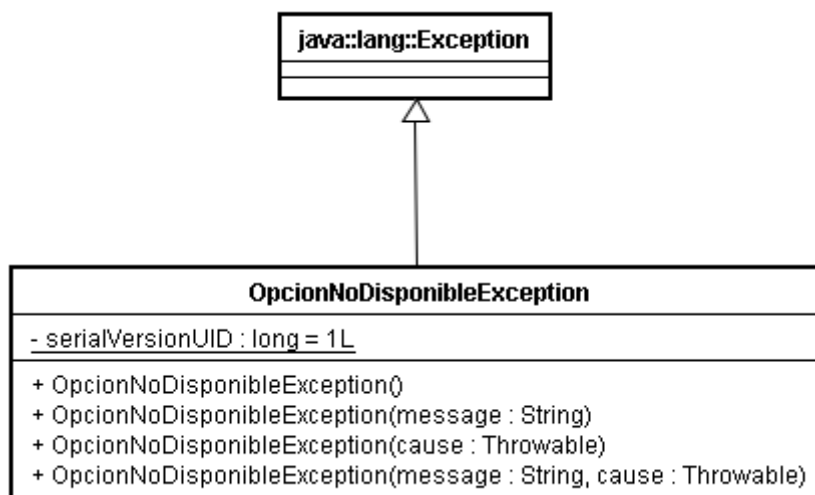 java::lang::Exception
OpcionNoDisponibleException
- serialVersionUID : long = 1L
+ OpcionNoDisponibleException()
+ OpcionNoDisponibleException(message : String)
+ OpcionNoDisponibleException(cause : Throwable)
+ OpcionNoDisponibleException(message : String, cause : Throwable)